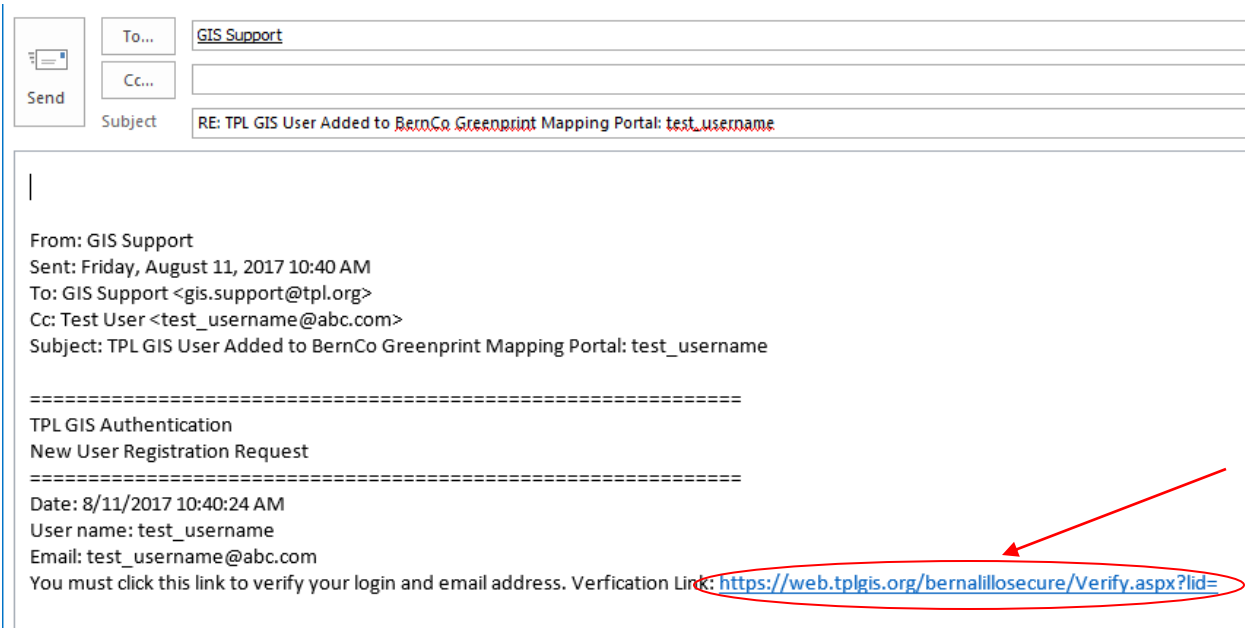 To...
GIS Support
Cc...
Send
Subject
RE: TPL GIS User Added to BernCo Greenprint Mapping Portal: test_username
From: GIS Support
Sent: Friday, August 11, 2017 10:40 AM
To: GIS Support <gis.support@tpl.org>
Cc: Test User <test_username@abc.com>
Subject: TPL GIS User Added to BernCo Greenprint Mapping Portal: test_username
==============================================================
TPL GIS Authentication
New User Registration Request
==============================================================
Date: 8/11/2017 10:40:24 AM
User name: test_username
Email: test_username@abc.com
You must click this link to verify your login and email address. Verfication Link: https://web.tplgis.org/bernalillosecure/Verify.aspx?lid=